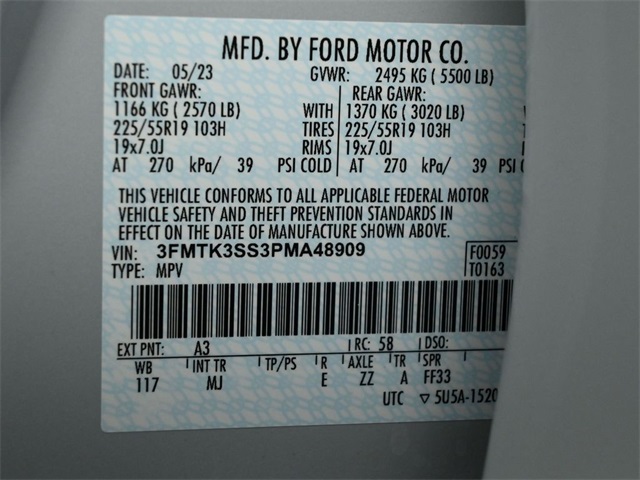 MFD. BY FORD MOTOR CO.
DATE: 05/23 GVWR: 2495 KG ( 5500 LB)
FRONT GAWR: REAR GAWR:
1166 KG ( 2570 LB) WITH 1370 KG ( 3020 LB)
225/55R19 103H TIRES 225/55R19 103H
19x7.0J RIMS 19x7.0J
AT 270 kPa/ 39 PSI COLD AT 270 kPa/ 39 PSI
THIS VEHICLE CONFORMS TO ALL APPLICABLE FEDERAL MOTOR
VEHICLE SAFETY AND THEFT PREVENTION STANDARDS IN
EFFECT ON THE DATE OF MANUFACTURE SHOWN ABOVE.
VIN: 3FMTK3SS3PMA48909 F0059
TYPE: MPV T0163
EXT PNT: A3 RC: 58 DSO:
WB INT TR TP/PS R AXLE TR SPR
117 MJ E ZZ A FF33
UTC ▽ 5U5A-1520